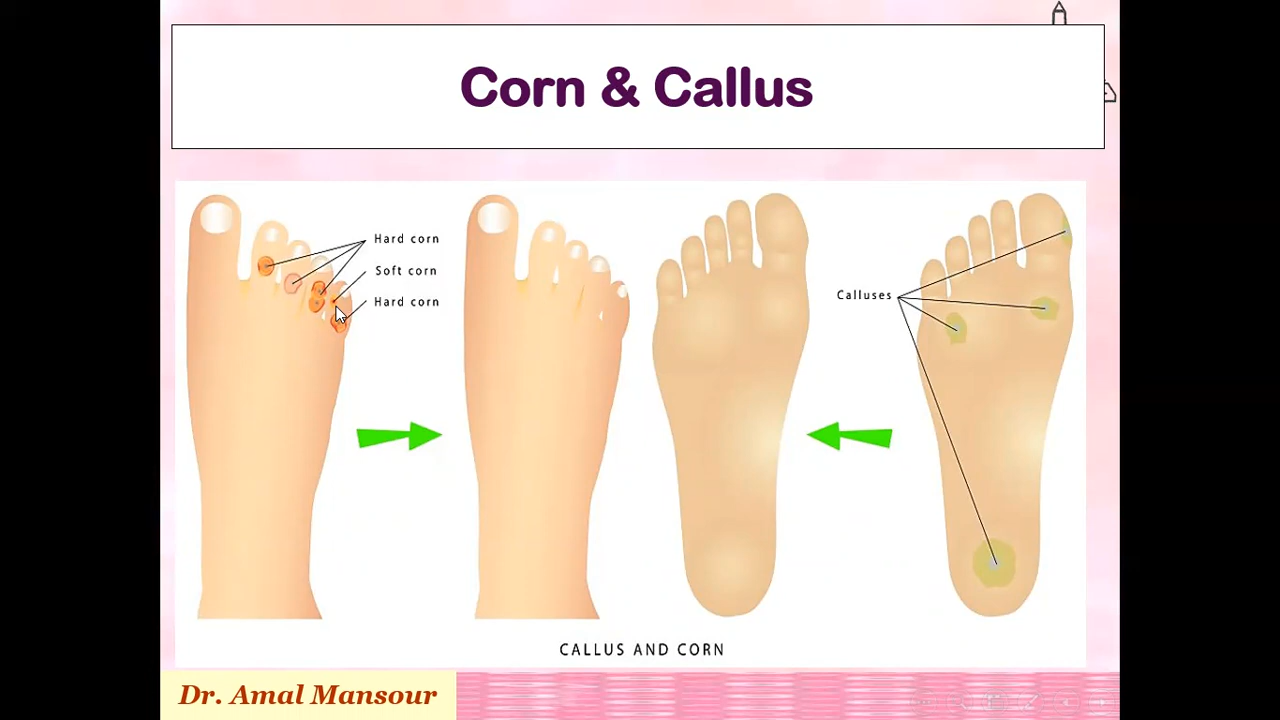 Corn & Callus
Hard corn
Soft corn
Hard corn
Calluses
CALLUS AND CORN
Dr. Amal Mansour